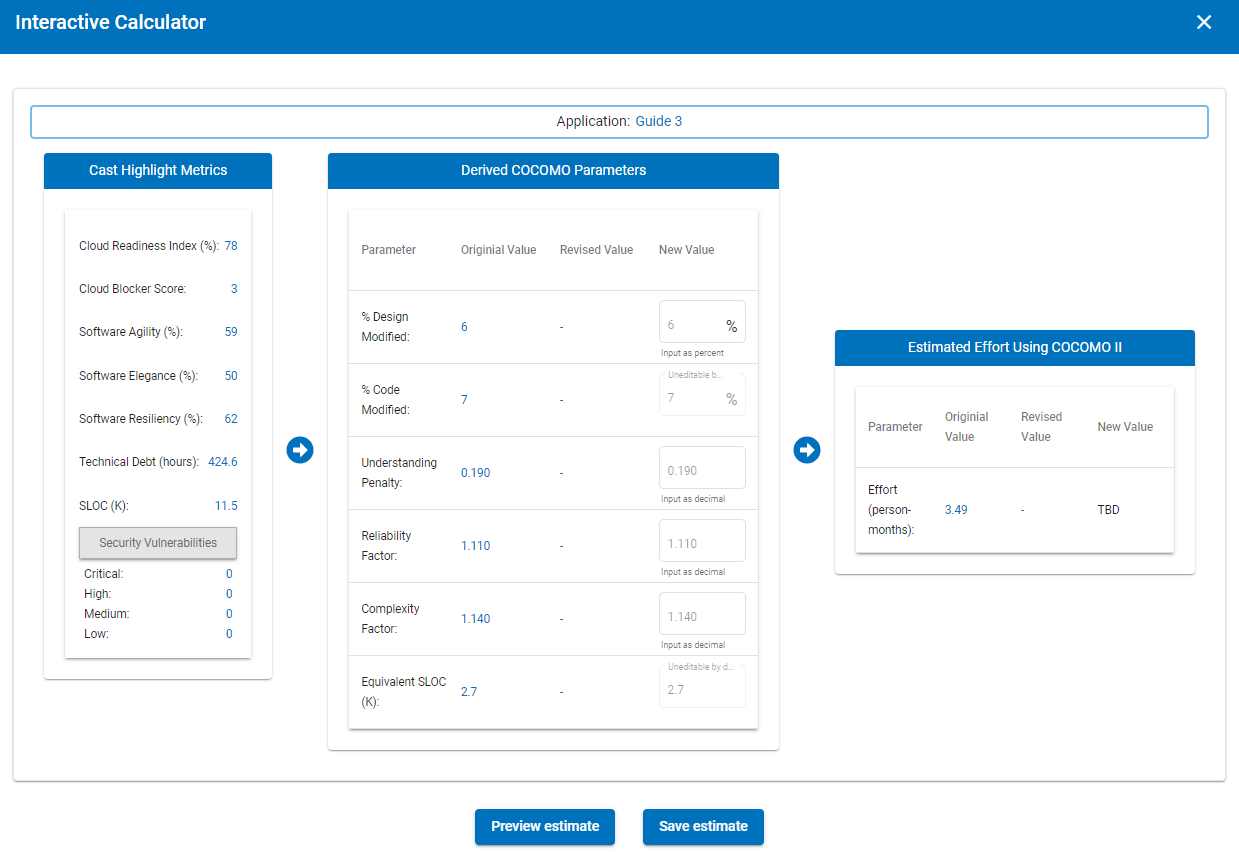 Interactive Calculator
Application: Guide 3
Cast Highlight Metrics
Cloud Readiness Index (%): 78
Cloud Blocker Score: 3
Software Agility (%): 59
Software Elegance (%): 50
Software Resiliency (%): 62
Technical Debt (hours): 424.6
SLOC (K): 11.5
Security Vulnerabilities
Critical: 0
High: 0
Medium: 0
Low: 0
Derived COCOMO Parameters
Parameter Originial Value Revised Value New Value
% Design
Modified:
6 - 6 %
Input as percent
Uneditable b...
% Code
Modified:
7 - 7 %
Understanding
Penalty:
0.190 - 0.190
Input as decimal
Reliability
Factor:
1.110 - 1.110
Input as decimal
Complexity
Factor:
1.140 - 1.140
Input as decimal
Uneditable by d...
Equivalent SLOC
(K):
2.7 - 2.7
Estimated Effort Using COCOMO II
Parameter
Originial
Value
Revised
Value
New Value
Effort
(person-
months):
3.49 - TBD
Preview estimate
Save estimate